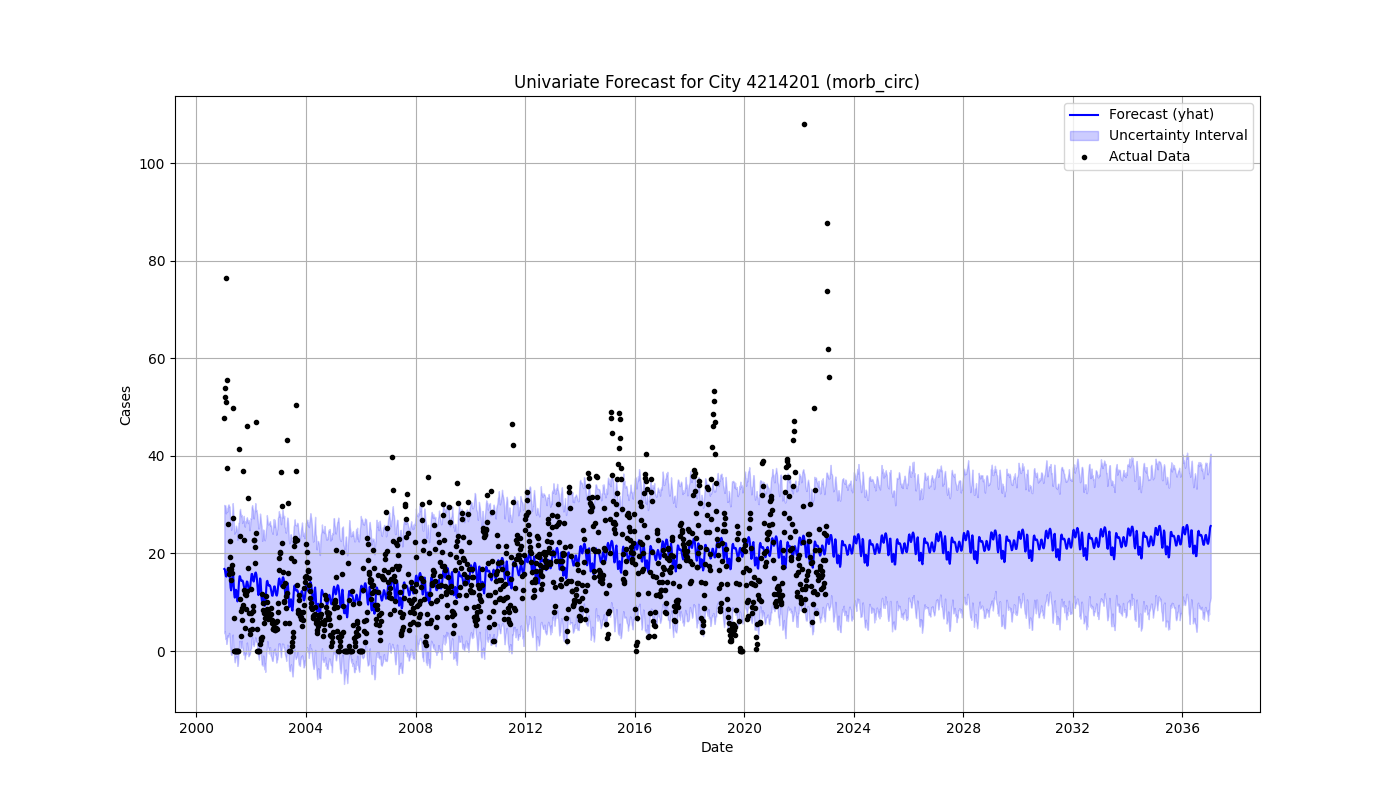 Univariate Forecast for City 4214201 (morb_circ)
Forecast (yhat)
Uncertainty Interval
Actual Data
100
80
60
40
20
0
Cases
2000 2004 2008 2012 2016 2020 2024 2028 2032 2036
Date